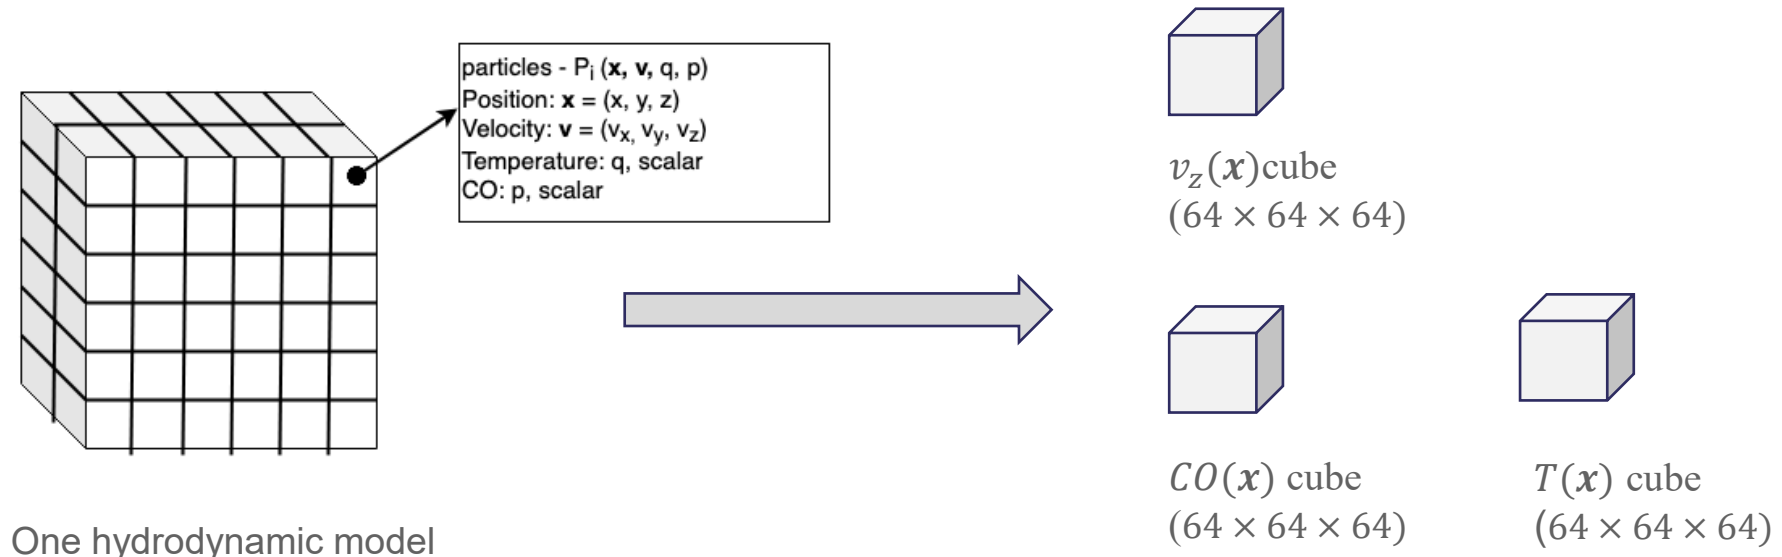 particles - Pi (x, v, q, p)
Position: x = (x, y, z)
Velocity: v = (vx, vy, vz)
Temperature: q, scalar
CO: p, scalar
One hydrodynamic model
vz(x)cube
(64 × 64 × 64)
CO(x) cube
(64 × 64 × 64)
T(x) cube
(64 × 64 × 64)